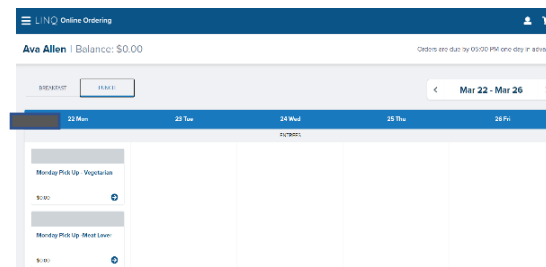 LINQ Online Ordering
Ava Allen | Balance: $0.00
Orders are due by 05:00 PM one day in adva
BREAKFAST
LUNCH
Mar 22 - Mar 26
22 Mon
23 Tue
24 Wed
25 Thu
26 Fri
ENTREES
Monday Pick Up - Vegetarian
$0.00
Monday Pick Up -Meat Lover
$0.00